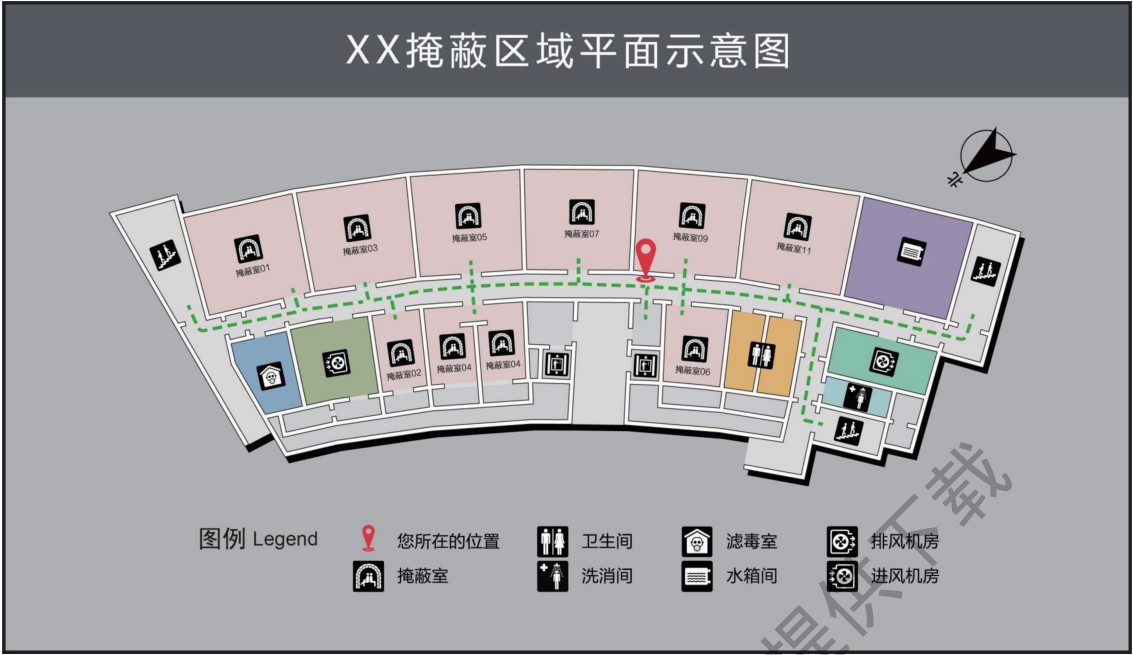 XX掩蔽区域平面示意图
北
掩蔽室01
掩蔽室03
掩蔽室05
掩蔽室07
掩蔽室09
掩蔽室11
掩蔽室02
掩蔽室04
掩蔽室04
掩蔽室06
图例 Legend
您所在的位置
卫生间
滤毒室
排风机房
掩蔽室
洗消间
水箱间
进风机房
提供下载